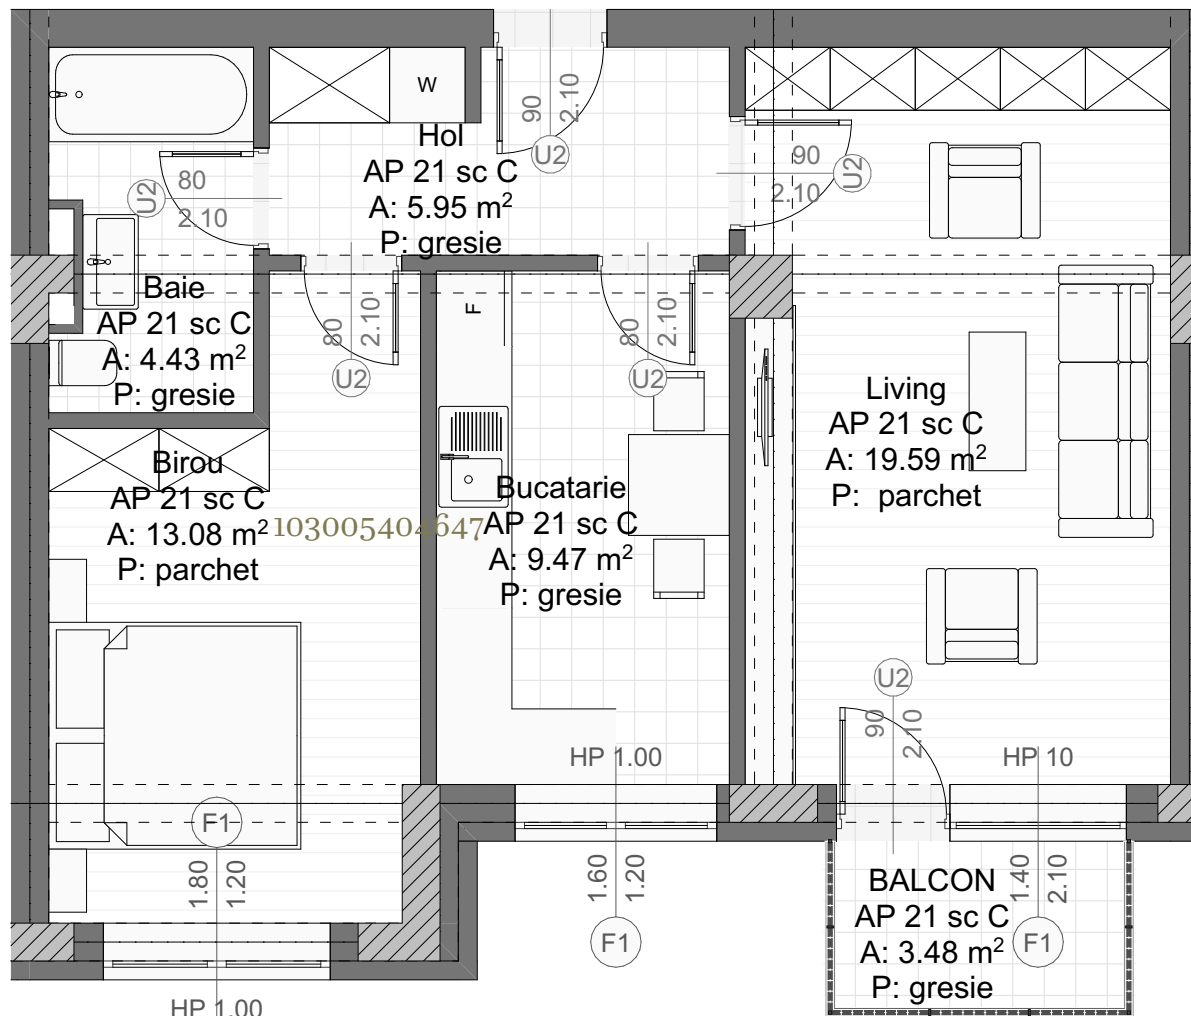 W
90
2.10
U2
Hol
AP 21 sc C
A: 5.95 m²
P: gresie
80
2.10
U2
90
2.10
U2
Baie
AP 21 sc C
A: 4.43 m²
P: gresie
80
2.10
U2
F
80
2.10
U2
Living
AP 21 sc C
A: 19.59 m²
P: parchet
Birou
AP 21 sc C
A: 13.08 m²
P: parchet
103005404647
Bucatarie
AP 21 sc C
A: 9.47 m²
P: gresie
U2
90
2.10
HP 1.00
HP 10
F1
1.80
1.20
1.60
1.20
F1
BALCON
AP 21 sc C
A: 3.48 m²
P: gresie
1.40
2.10
F1
HP 1.00